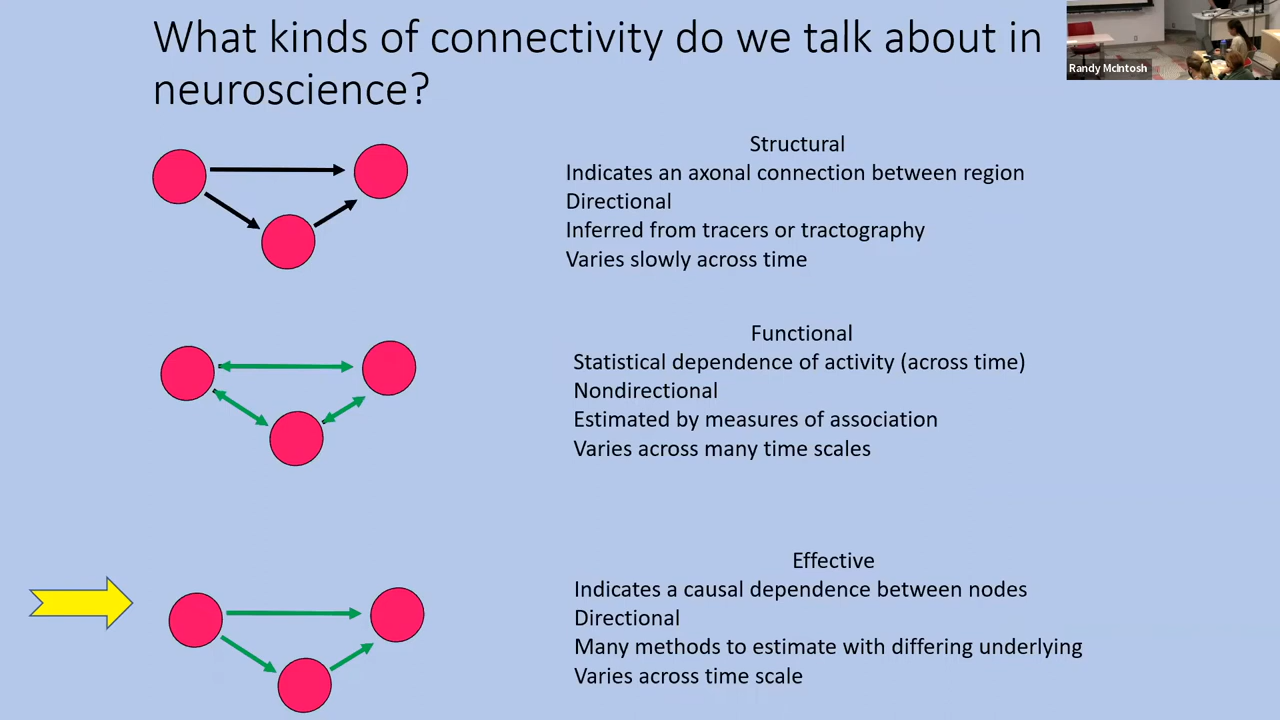 What kinds of connectivity do we talk about in
neuroscience?
Randy McIntosh
Structural
Indicates an axonal connection between region
Directional
Inferred from tracers or tractography
Varies slowly across time
Functional
Statistical dependence of activity (across time)
Nondirectional
Estimated by measures of association
Varies across many time scales
Effective
Indicates a causal dependence between nodes
Directional
Many methods to estimate with differing underlying
Varies across time scale